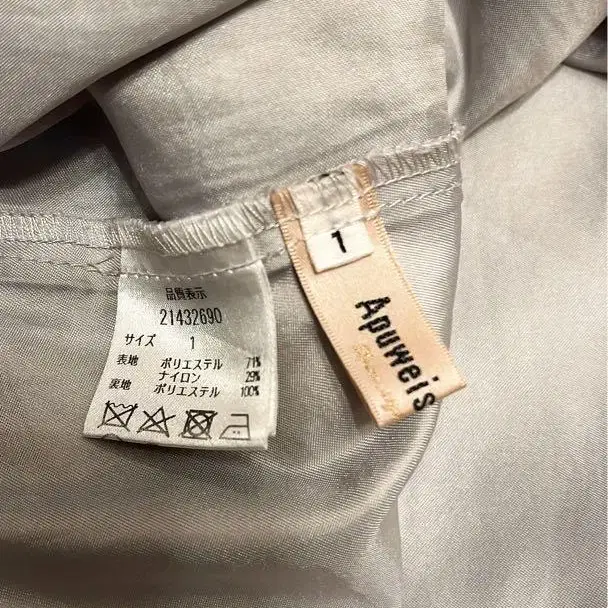 品質表示
21432690
サイズ 1
表地 ポリエステル 71%
ナイロン 29%
裏地 ポリエステル 100%
1
Apuweis